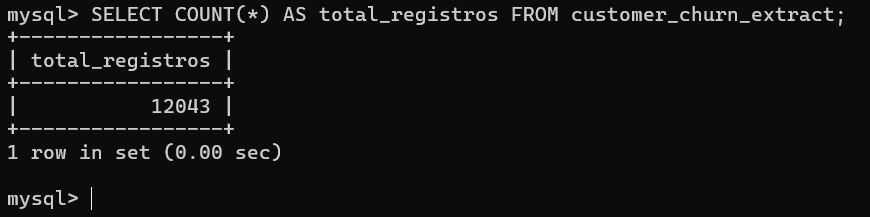 mysql> SELECT COUNT(*) AS total_registros FROM customer_churn_extract;
+-----------------+
| total_registros |
+-----------------+
|           12043 |
+-----------------+
1 row in set (0.00 sec)
mysql>